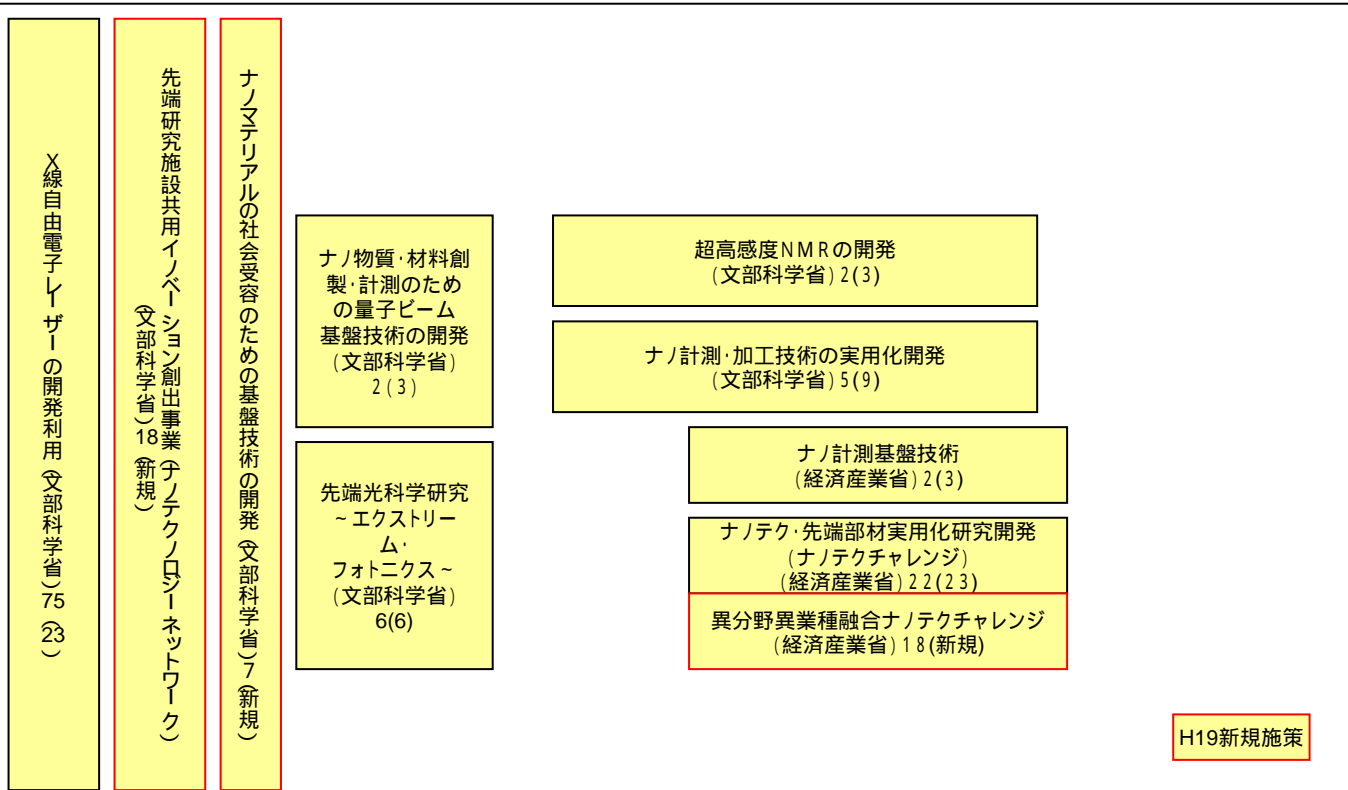 X線自由電子レーザーの開発利用(文部科学省)75(23)
先端研究施設共用イノベーション創出事業(ナノテクノロジーネットワーク)
(文部科学省)18(新規)
ナノマテリアルの社会受容のための基盤技術の開発(文部科学省)7(新規)
ナノ物質・材料創
製・計測のため
の量子ビーム
基盤技術の開発
(文部科学省)
2(3)
先端光科学研究
~エクストリー
ム・
フォトニクス~
(文部科学省)
6(6)
超高感度NMRの開発
(文部科学省)2(3)
ナノ計測・加工技術の実用化開発
(文部科学省)5(9)
ナノ計測基盤技術
(経済産業省)2(3)
ナノテク・先端部材実用化研究開発
(ナノテクチャレンジ)
(経済産業省)22(23)
異分野異業種融合ナノテクチャレンジ
(経済産業省)18(新規)
H19新規施策